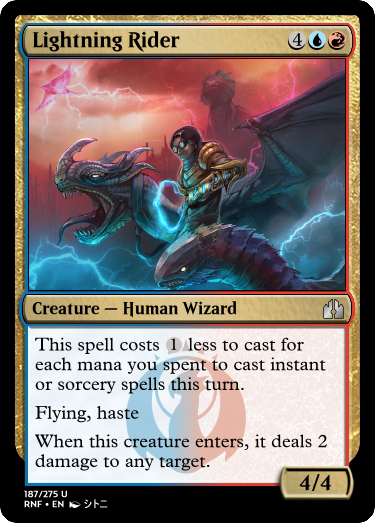 Lightning Rider 4
Creature — Human Wizard
This spell costs 1 less to cast for
each mana you spent to cast instant
or sorcery spells this turn.
Flying, haste
When this creature enters, it deals 2
damage to any target.
4/4
187/275 U
RNF • EN シトニ